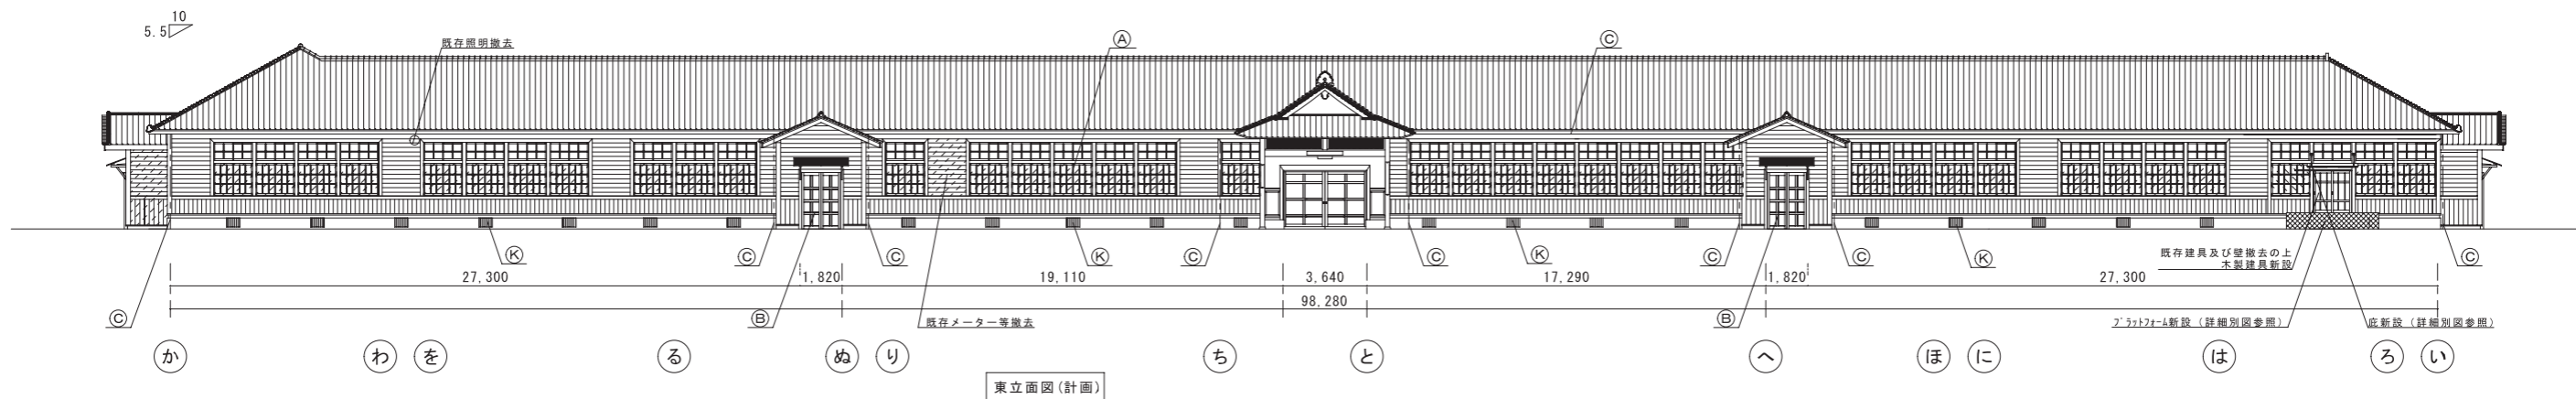 10
5.5
既存照明撤去
Ⓐ
Ⓒ
Ⓚ
Ⓒ
Ⓒ
Ⓚ
Ⓒ
Ⓒ
Ⓚ
Ⓒ
Ⓒ
Ⓚ
既存建具及び壁撤去の上
木製建具新設
Ⓒ
27,300
1,820
19,110
3,640
17,290
1,820
27,300
98,280
Ⓒ
Ⓑ
既存メーター等撤去
Ⓑ
プラットフォーム新設（詳細別図参照）
庇新設（詳細別図参照）
か
わ
を
る
ぬ
り
ち
と
へ
ほ
に
は
ろ
い
東立面図(計画)